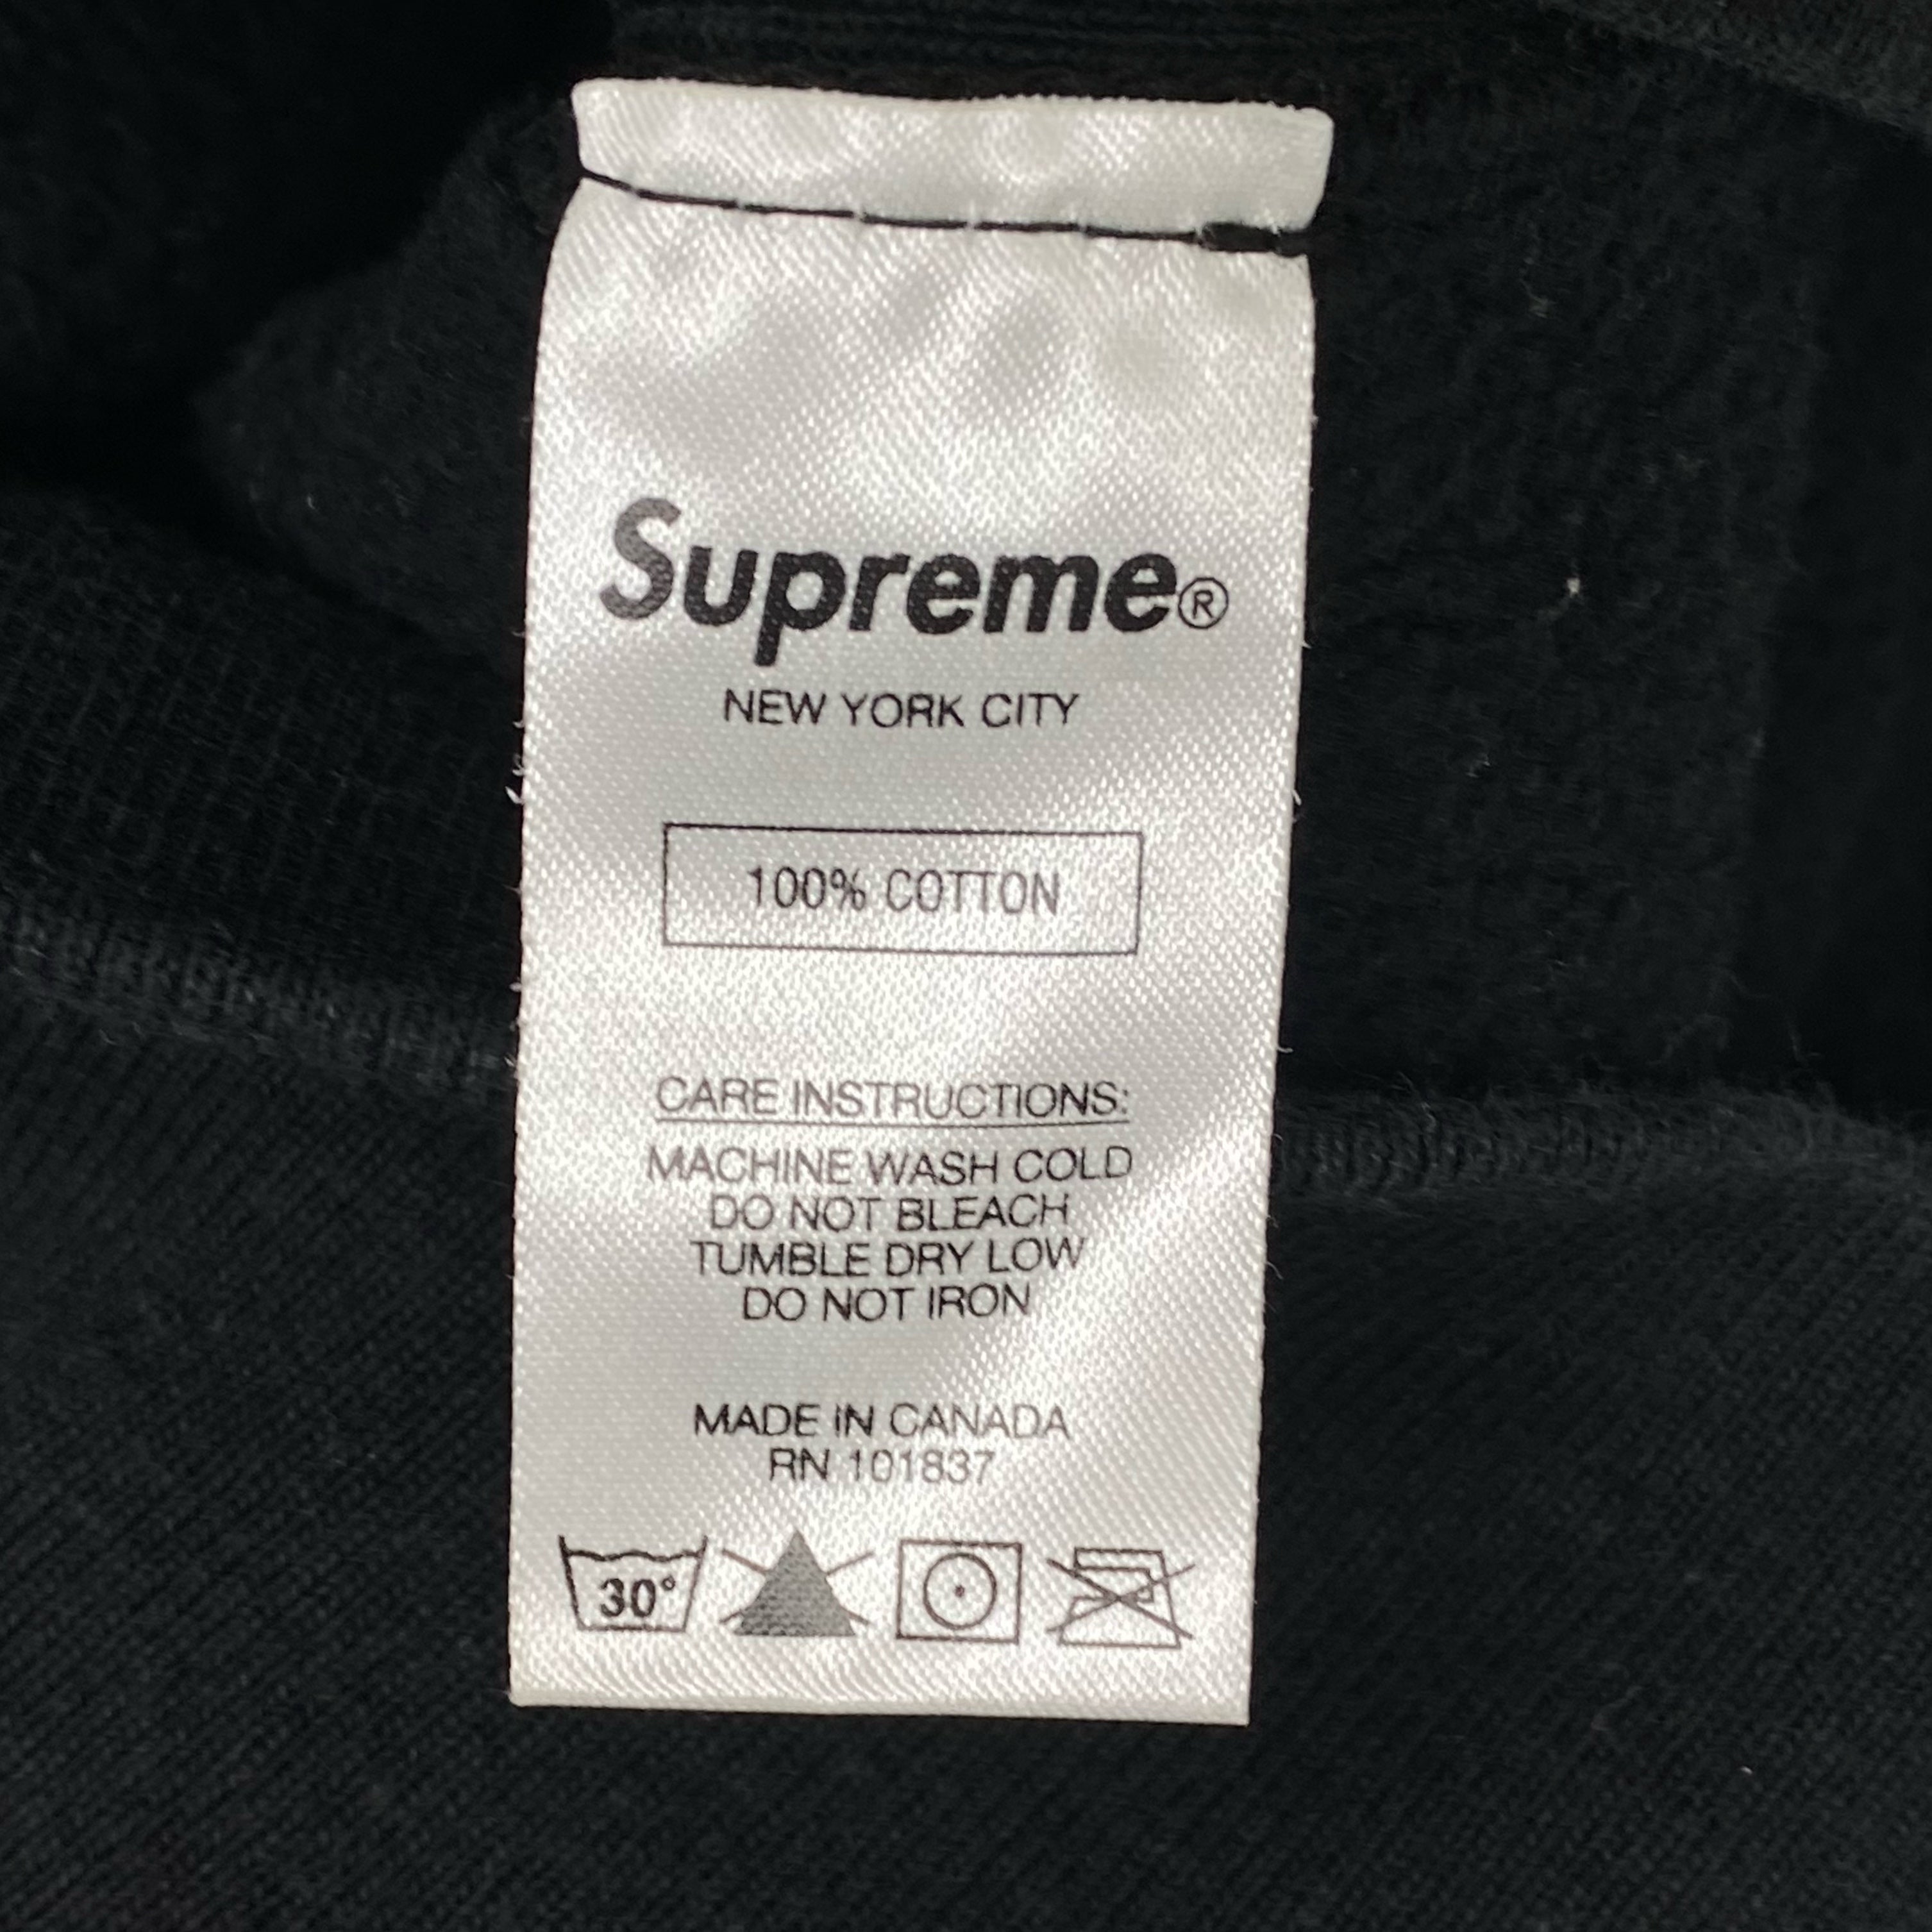 Supreme®
NEW YORK CITY
100% COTTON
CARE INSTRUCTIONS:
MACHINE WASH COLD
DO NOT BLEACH
TUMBLE DRY LOW
DO NOT IRON
MADE IN CANADA
RN 101837
30°